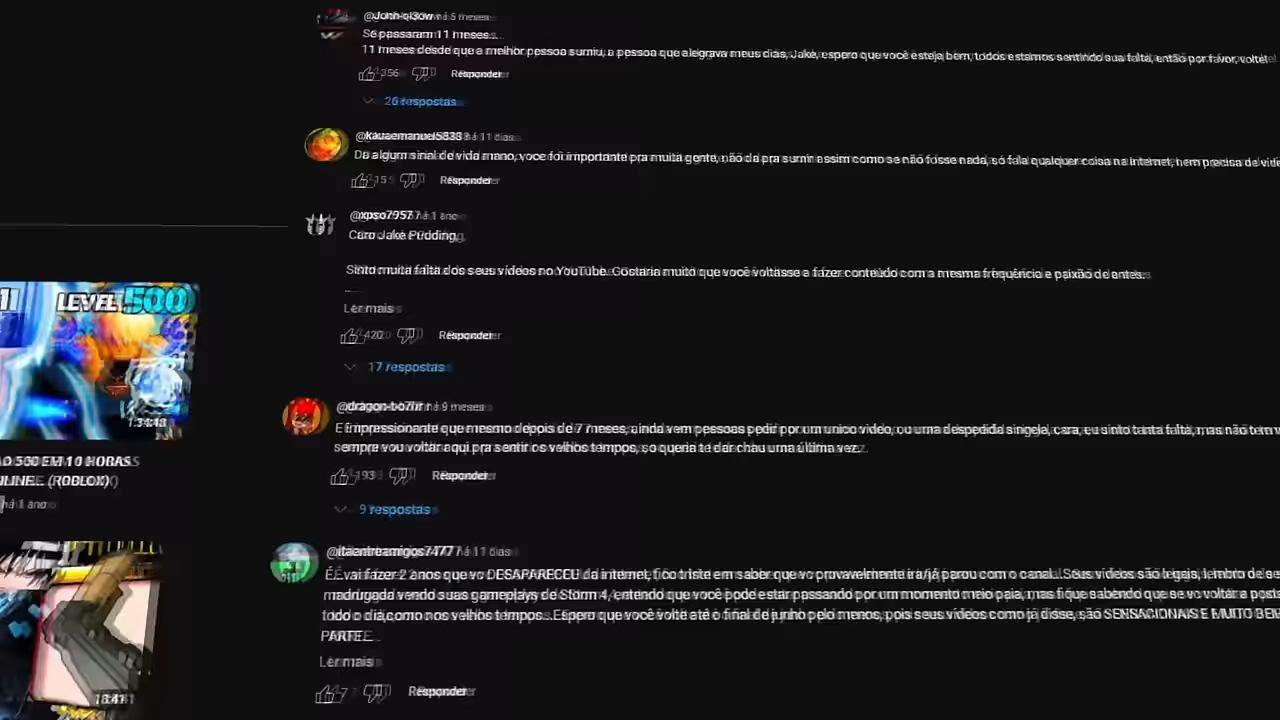 há 5 meses
Se passaram 11 meses...
11 meses desde que a melhor pessoa sumiu, a pessoa que alegrava meus dias, Jake, espero que você esteja bem, todos estamos sentindo sua falta, então por favor, volte!
356
Responder
26 respostas
@kauaemanuel5833 há 11 dias
Da algum sinal de vida mano, voce foi importante pra muita gente, não da pra sumir assim como se não fosse nada, só fala qualquer coisa na internet, nem precisa de
15
Responder
@xpso7957 há 1 ano
Caro Jake Pudding,
Sinto muita falta dos seus vídeos no YouTube. Gostaria muito que você voltasse a fazer conteúdo com a mesma frequência e paixão de antes.
...
Ler mais
420
Responder
17 respostas
LEVEL 500
1:34:48
há 9 meses
E impressionante que mesmo depois de 7 meses, ainda vem pessoas pedir por um unico video, ou uma despedida singela, cara, eu sinto tanta falta, mas não tem
sempre vou voltar aqui pra sentir os velhos tempos, so queria te dar chau uma última vez.
193
Responder
9 respostas
500 EM 10 HORAS
(ROBLOX)
há 1 ano
há 11 dias
É vai fazer 2 anos que vc DESAPARECEU da internet, fico triste em saber que vc provavelmente irá/já parou com o canal... Seus vídeos são legais, lembro de
madrugada vendo suas gameplays de Storm 4, entendo que você pode estar passando por um momento meio paia, mas fique sabendo que se vc voltar a
todo o dia, como nos velhos tempos... Espero que você volte até o final de junho pelo menos, pois seus vídeos como já disse, são SENSACIONAIS E MUITO
PARTE...
Ler mais
7
Responder
18:41